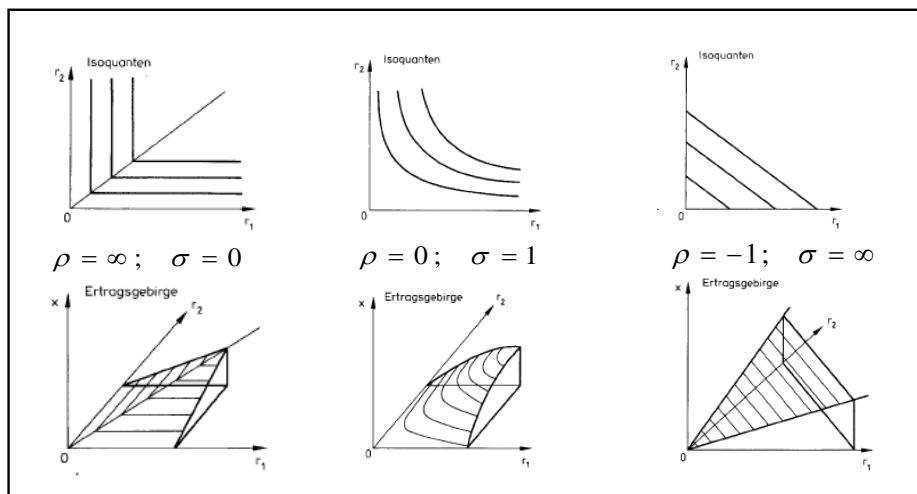 Isoquanten
r₂
0
r₁
Isoquanten
r₂
0
r₁
Isoquanten
r₂
0
r₁
ρ = ∞ ; σ = 0
ρ = 0 ; σ = 1
ρ = −1; σ = ∞
Ertragsgebirge
x
r₂
0
r₁
Ertragsgebirge
x
r₂
0
r₁
Ertragsgebirge
x
r₂
0
r₁